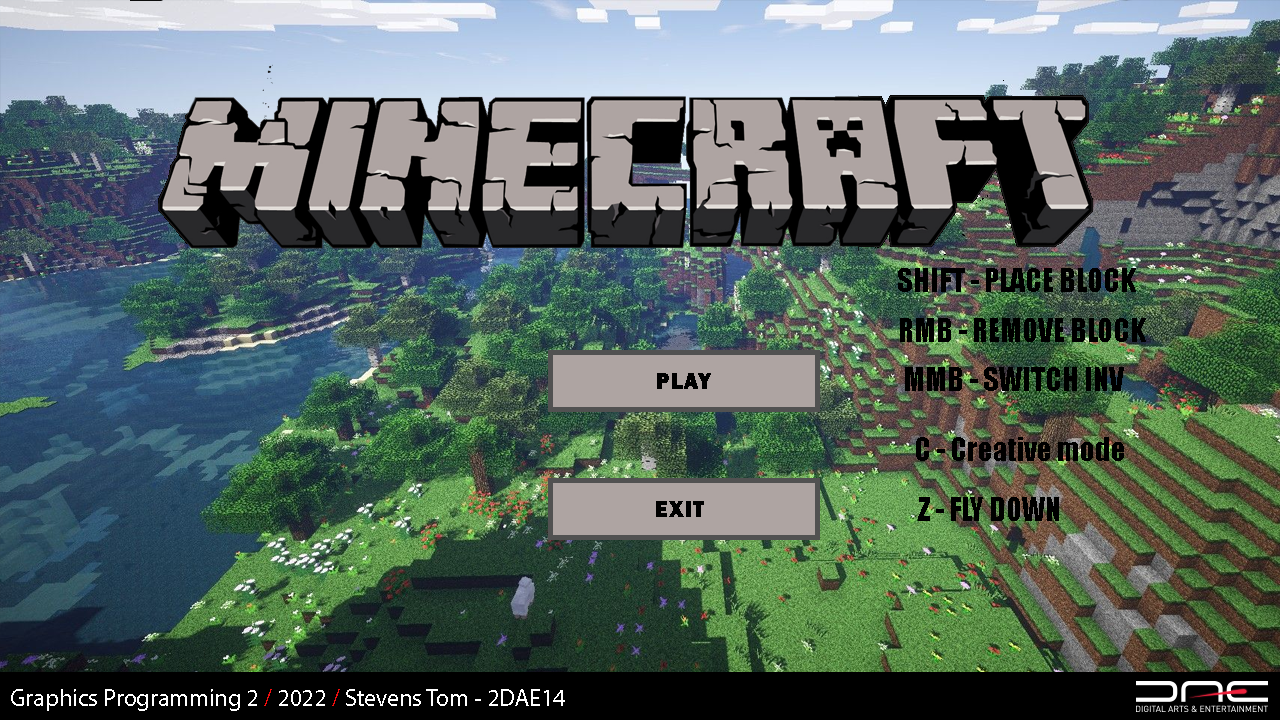 MINECRAFT
SHIFT - PLACE BLOCK
RMB - REMOVE BLOCK
PLAY
MMB - SWITCH INV
C - Creative mode
EXIT
Z - FLY DOWN
Graphics Programming 2 / 2022 / Stevens Tom - 2DAE14
DAE
DIGITAL ARTS & ENTERTAINMENT